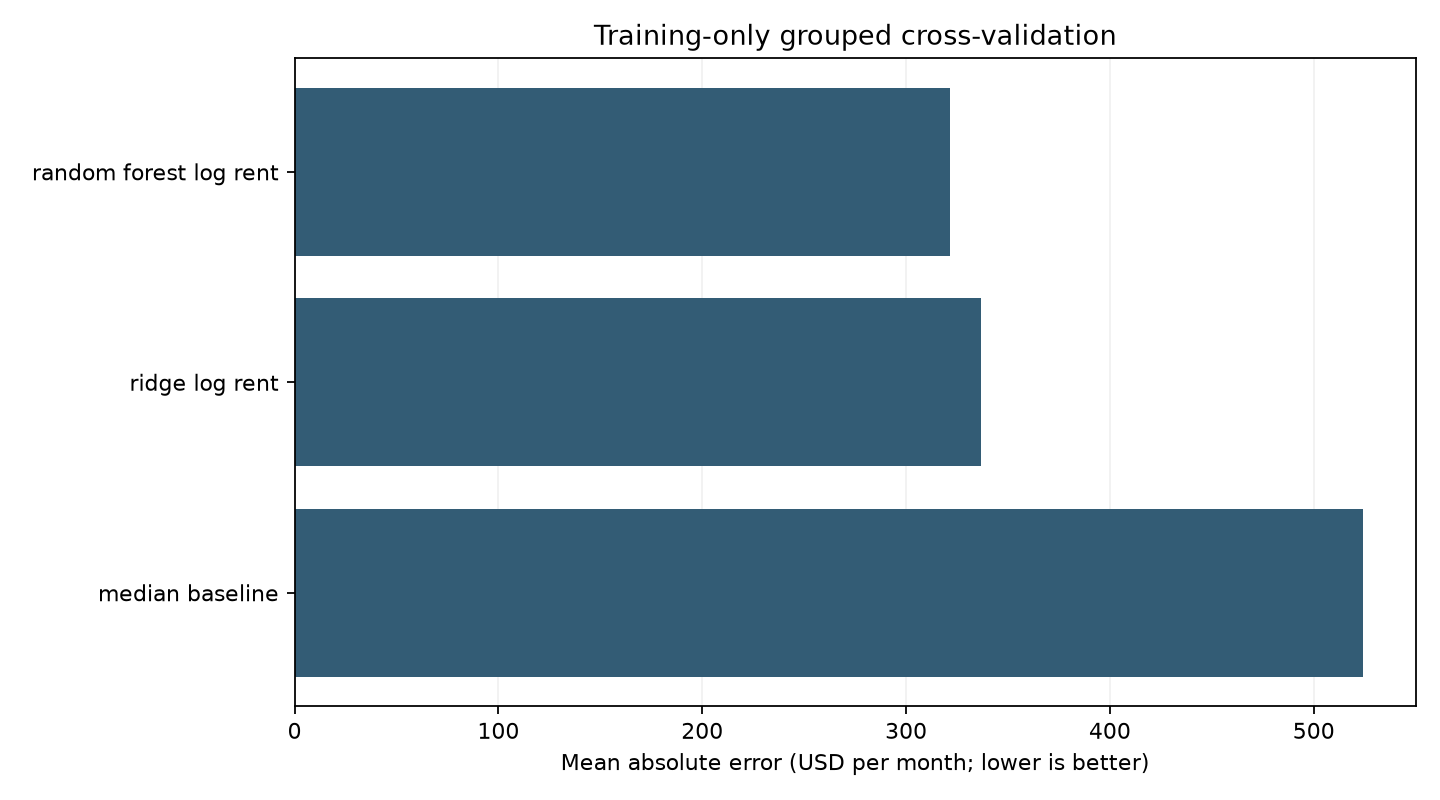 Training-only grouped cross-validation
random forest log rent
ridge log rent
median baseline
0 100 200 300 400 500
Mean absolute error (USD per month; lower is better)